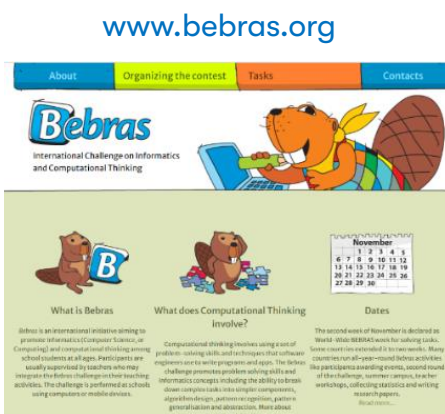 www.bebras.org
About Organizing the contest Tasks Contacts
Bebras
International Challenge on Informatics
and Computational Thinking
B
November
1 2 3 4 5
6 7 8 9 10 11 12
13 14 15 16 17 18 19
20 21 22 23 24 25 26
27 28 29 30
What is Bebras
Bebras is an international initiative aiming to
promote Informatics (Computer Science, or
Computing) and computational thinking among
school students at all ages. Participants are
usually supervised by teachers who may
integrate the Bebras challenge in their teaching
activities. The challenge is performed at schools
using computers or mobile devices.
What does Computational Thinking
involve?
Computational thinking involves using a set of
problem-solving skills and techniques that software
engineers use to write programs and apps. The Bebras
challenge promotes problem solving skills and
Informatics concepts including the ability to break
down complex tasks into simpler components,
algorithm design, pattern recognition, pattern
generalisation and abstraction. More about
Dates
The second week of November is declared as
World-Wide BEBRAS week for solving tasks.
Some countries extended it to two weeks. Many
countries run all-year-round Bebras activities
like participants awarding events, second round
of the challenge, summer campus, teacher
workshops, collecting statistics and writing
research papers.
Read more...